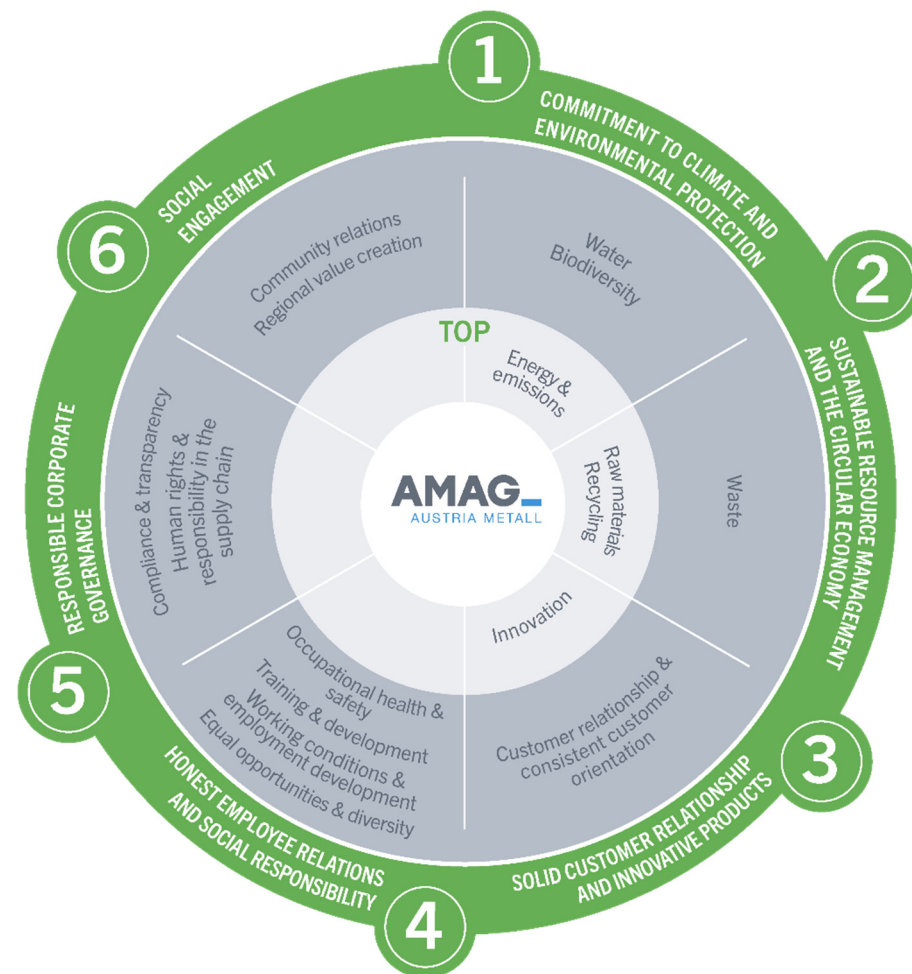 1
COMMITMENT TO CLIMATE AND
ENVIRONMENTAL PROTECTION
2
SUSTAINABLE RESOURCE MANAGEMENT
AND THE CIRCULAR ECONOMY
3
SOLID CUSTOMER RELATIONSHIP
AND INNOVATIVE PRODUCTS
4
HONEST EMPLOYEE RELATIONS
AND SOCIAL RESPONSIBILITY
5
RESPONSIBLE CORPORATE
GOVERNANCE
6
SOCIAL
ENGAGEMENT
Water
Biodiversity
Waste
Customer relationship &
consistent customer
orientation
Occupational health &
safety
Training & development
Working conditions &
employment development
Equal opportunities & diversity
Compliance & transparency
Human rights &
responsibility in the
supply chain
Community relations
Regional value creation
TOP
Energy &
emissions
Raw materials
Recycling
Innovation
AMAG_
AUSTRIA METALL